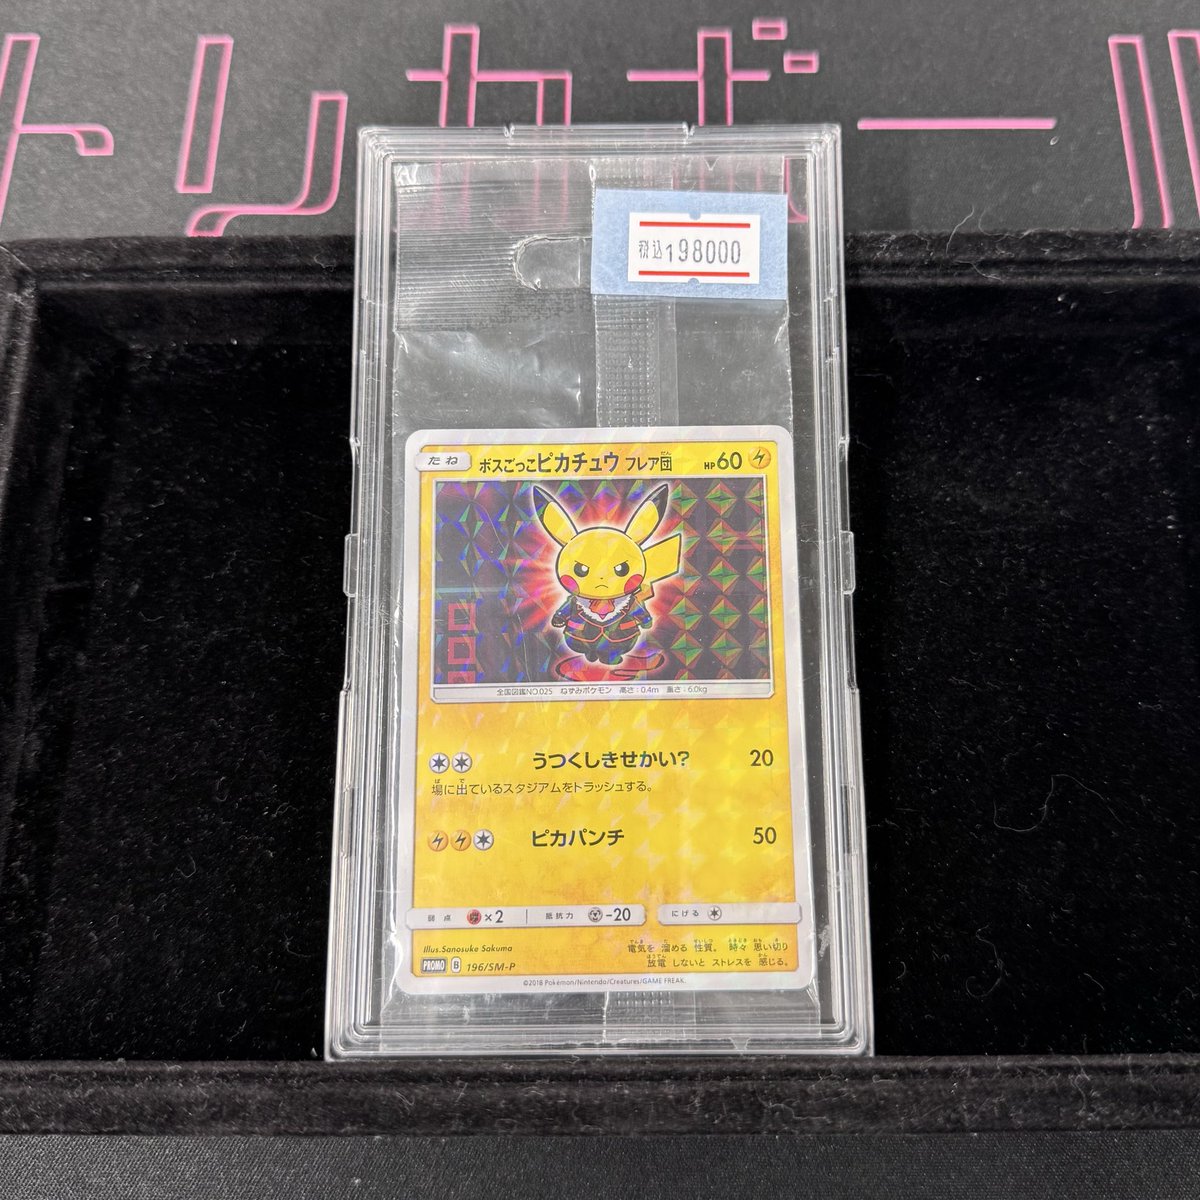 トレカボール
税込198000
たね ボスごっこピカチュウ フレア団 HP60
全国図鑑NO.025 ねずみポケモン 高さ:0.4m 重さ:6.0kg
うつくしきせかい? 20
場に出ているスタジアムをトラッシュする。
ピカパンチ 50
弱点 ×2 抵抗力 -20 にげる
Illus.Sanosuke Sakuma
電気を 溜める 性質。 時々 思い切り
放電 しないと ストレスを 感じる。
PROMO B 196/SM-P
©2018 Pokémon/Nintendo/Creatures/GAME FREAK.